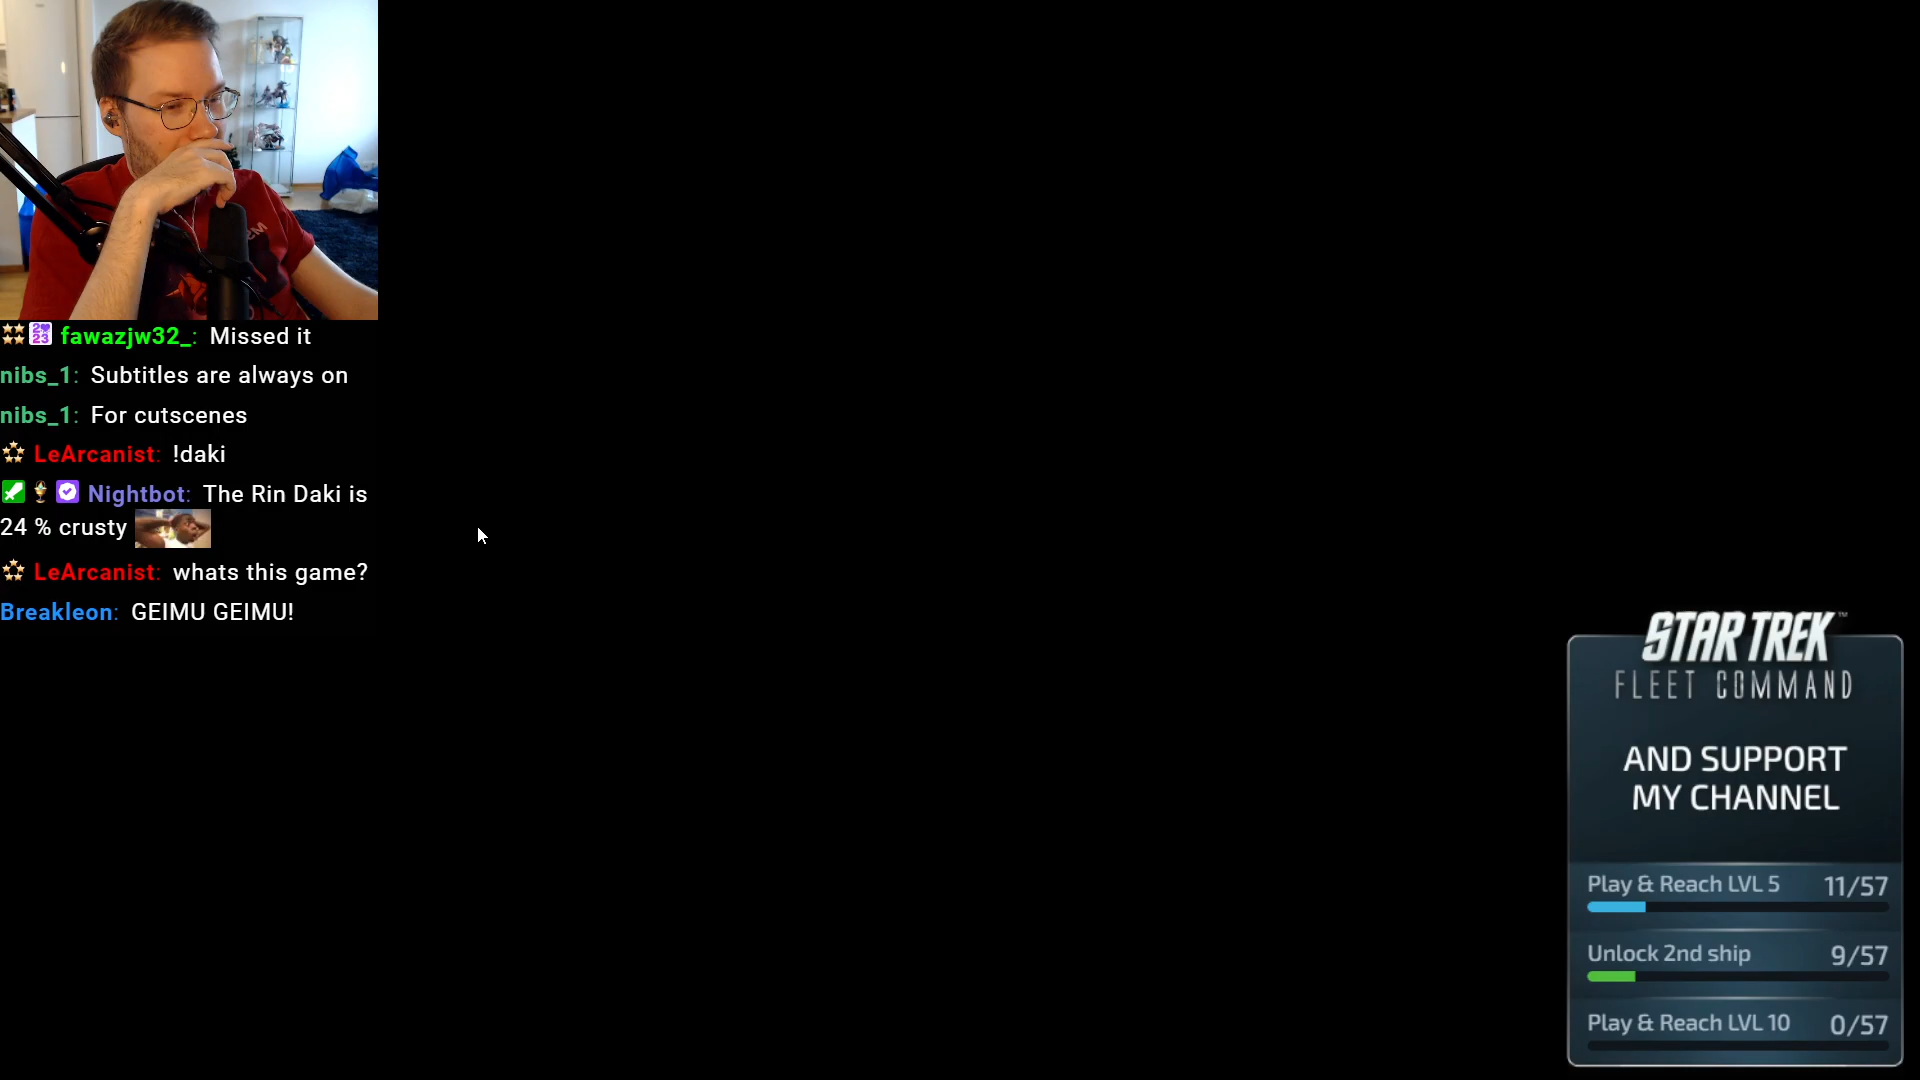 fawazjw32_: Missed it
nibs_1: Subtitles are always on
nibs_1: For cutscenes
LeArcanist: !daki
Nightbot: The Rin Daki is
24 % crusty
LeArcanist: whats this game?
Breakleon: GEIMU GEIMU!
STAR TREK™
FLEET COMMAND
AND SUPPORT
MY CHANNEL
Play & Reach LVL 5 11/57
Unlock 2nd ship 9/57
Play & Reach LVL 10 0/57